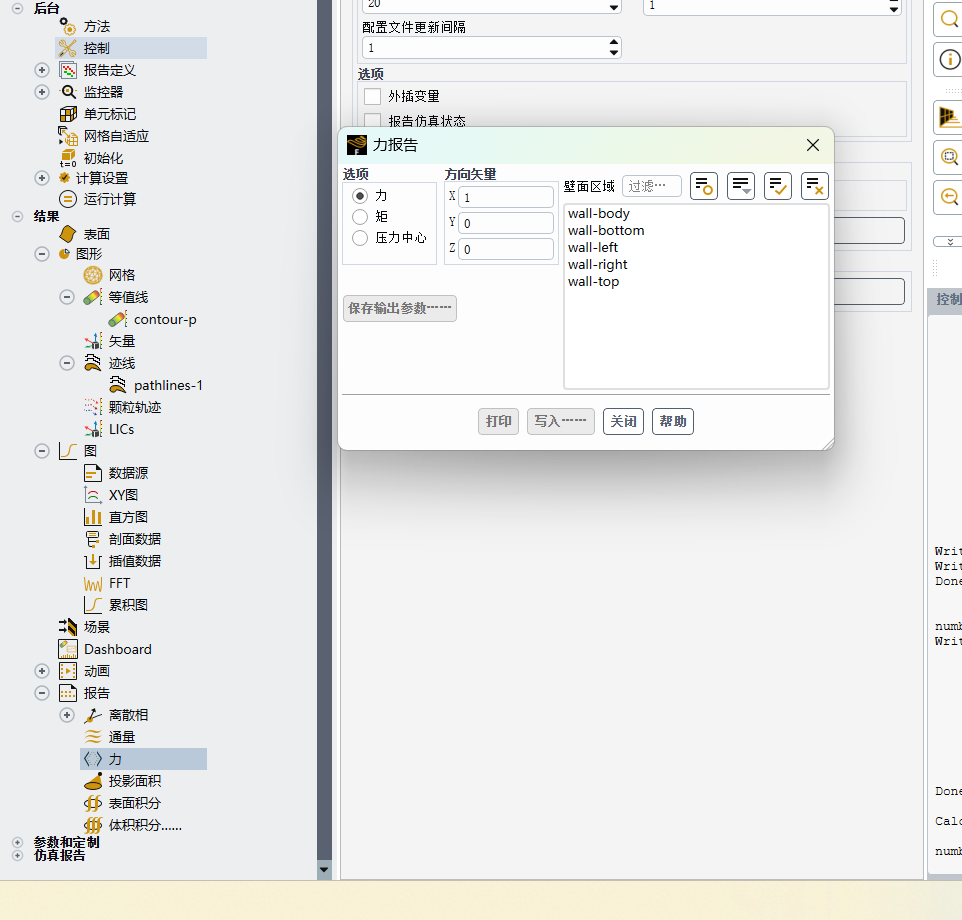 后台
方法
控制
报告定义
监控器
单元标记
网格自适应
初始化
计算设置
运行计算
结果
表面
图形
网格
等值线
contour-p
矢量
迹线
pathlines-1
颗粒轨迹
LICs
图
数据源
XY图
直方图
剖面数据
插值数据
FFT
累积图
场景
Dashboard
动画
报告
离散相
通量
力
投影面积
表面积分
体积积分......
参数和定制
仿真报告
20
1
配置文件更新间隔
1
选项
外插变量
报告仿真状态
力报告
选项
力
矩
压力中心
方向矢量
X 1
Y 0
Z 0
壁面区域
过滤…
wall-body
wall-bottom
wall-left
wall-right
wall-top
保存输出参数……
打印
写入……
关闭
帮助
控制
Writ
Writ
Done
numb
Writ
Done
Calc
numb